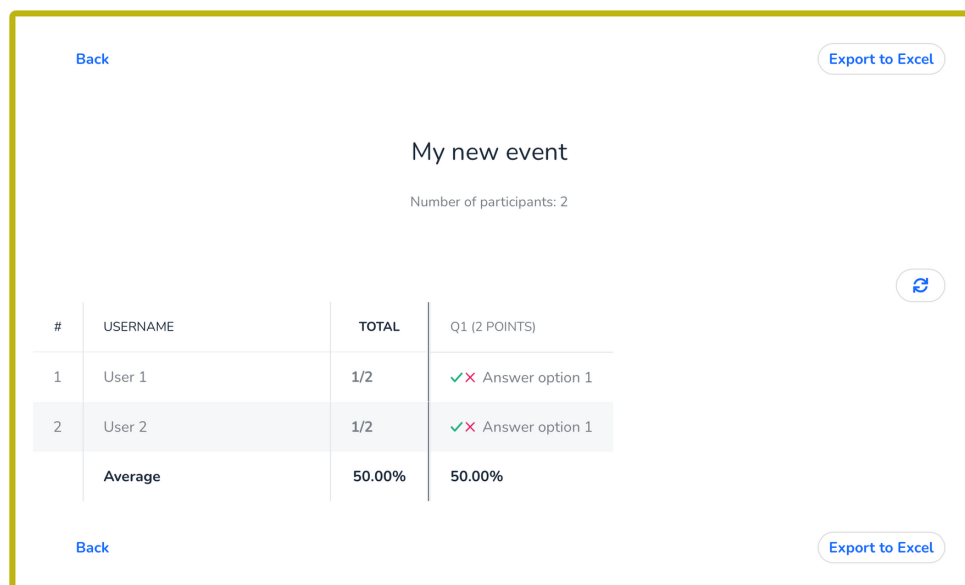 Back Export to Excel
My new event
Number of participants: 2
# USERNAME TOTAL Q1 (2 POINTS)
1 User 1 1/2 Answer option 1
2 User 2 1/2 Answer option 1
Average 50.00% 50.00%
Back Export to Excel